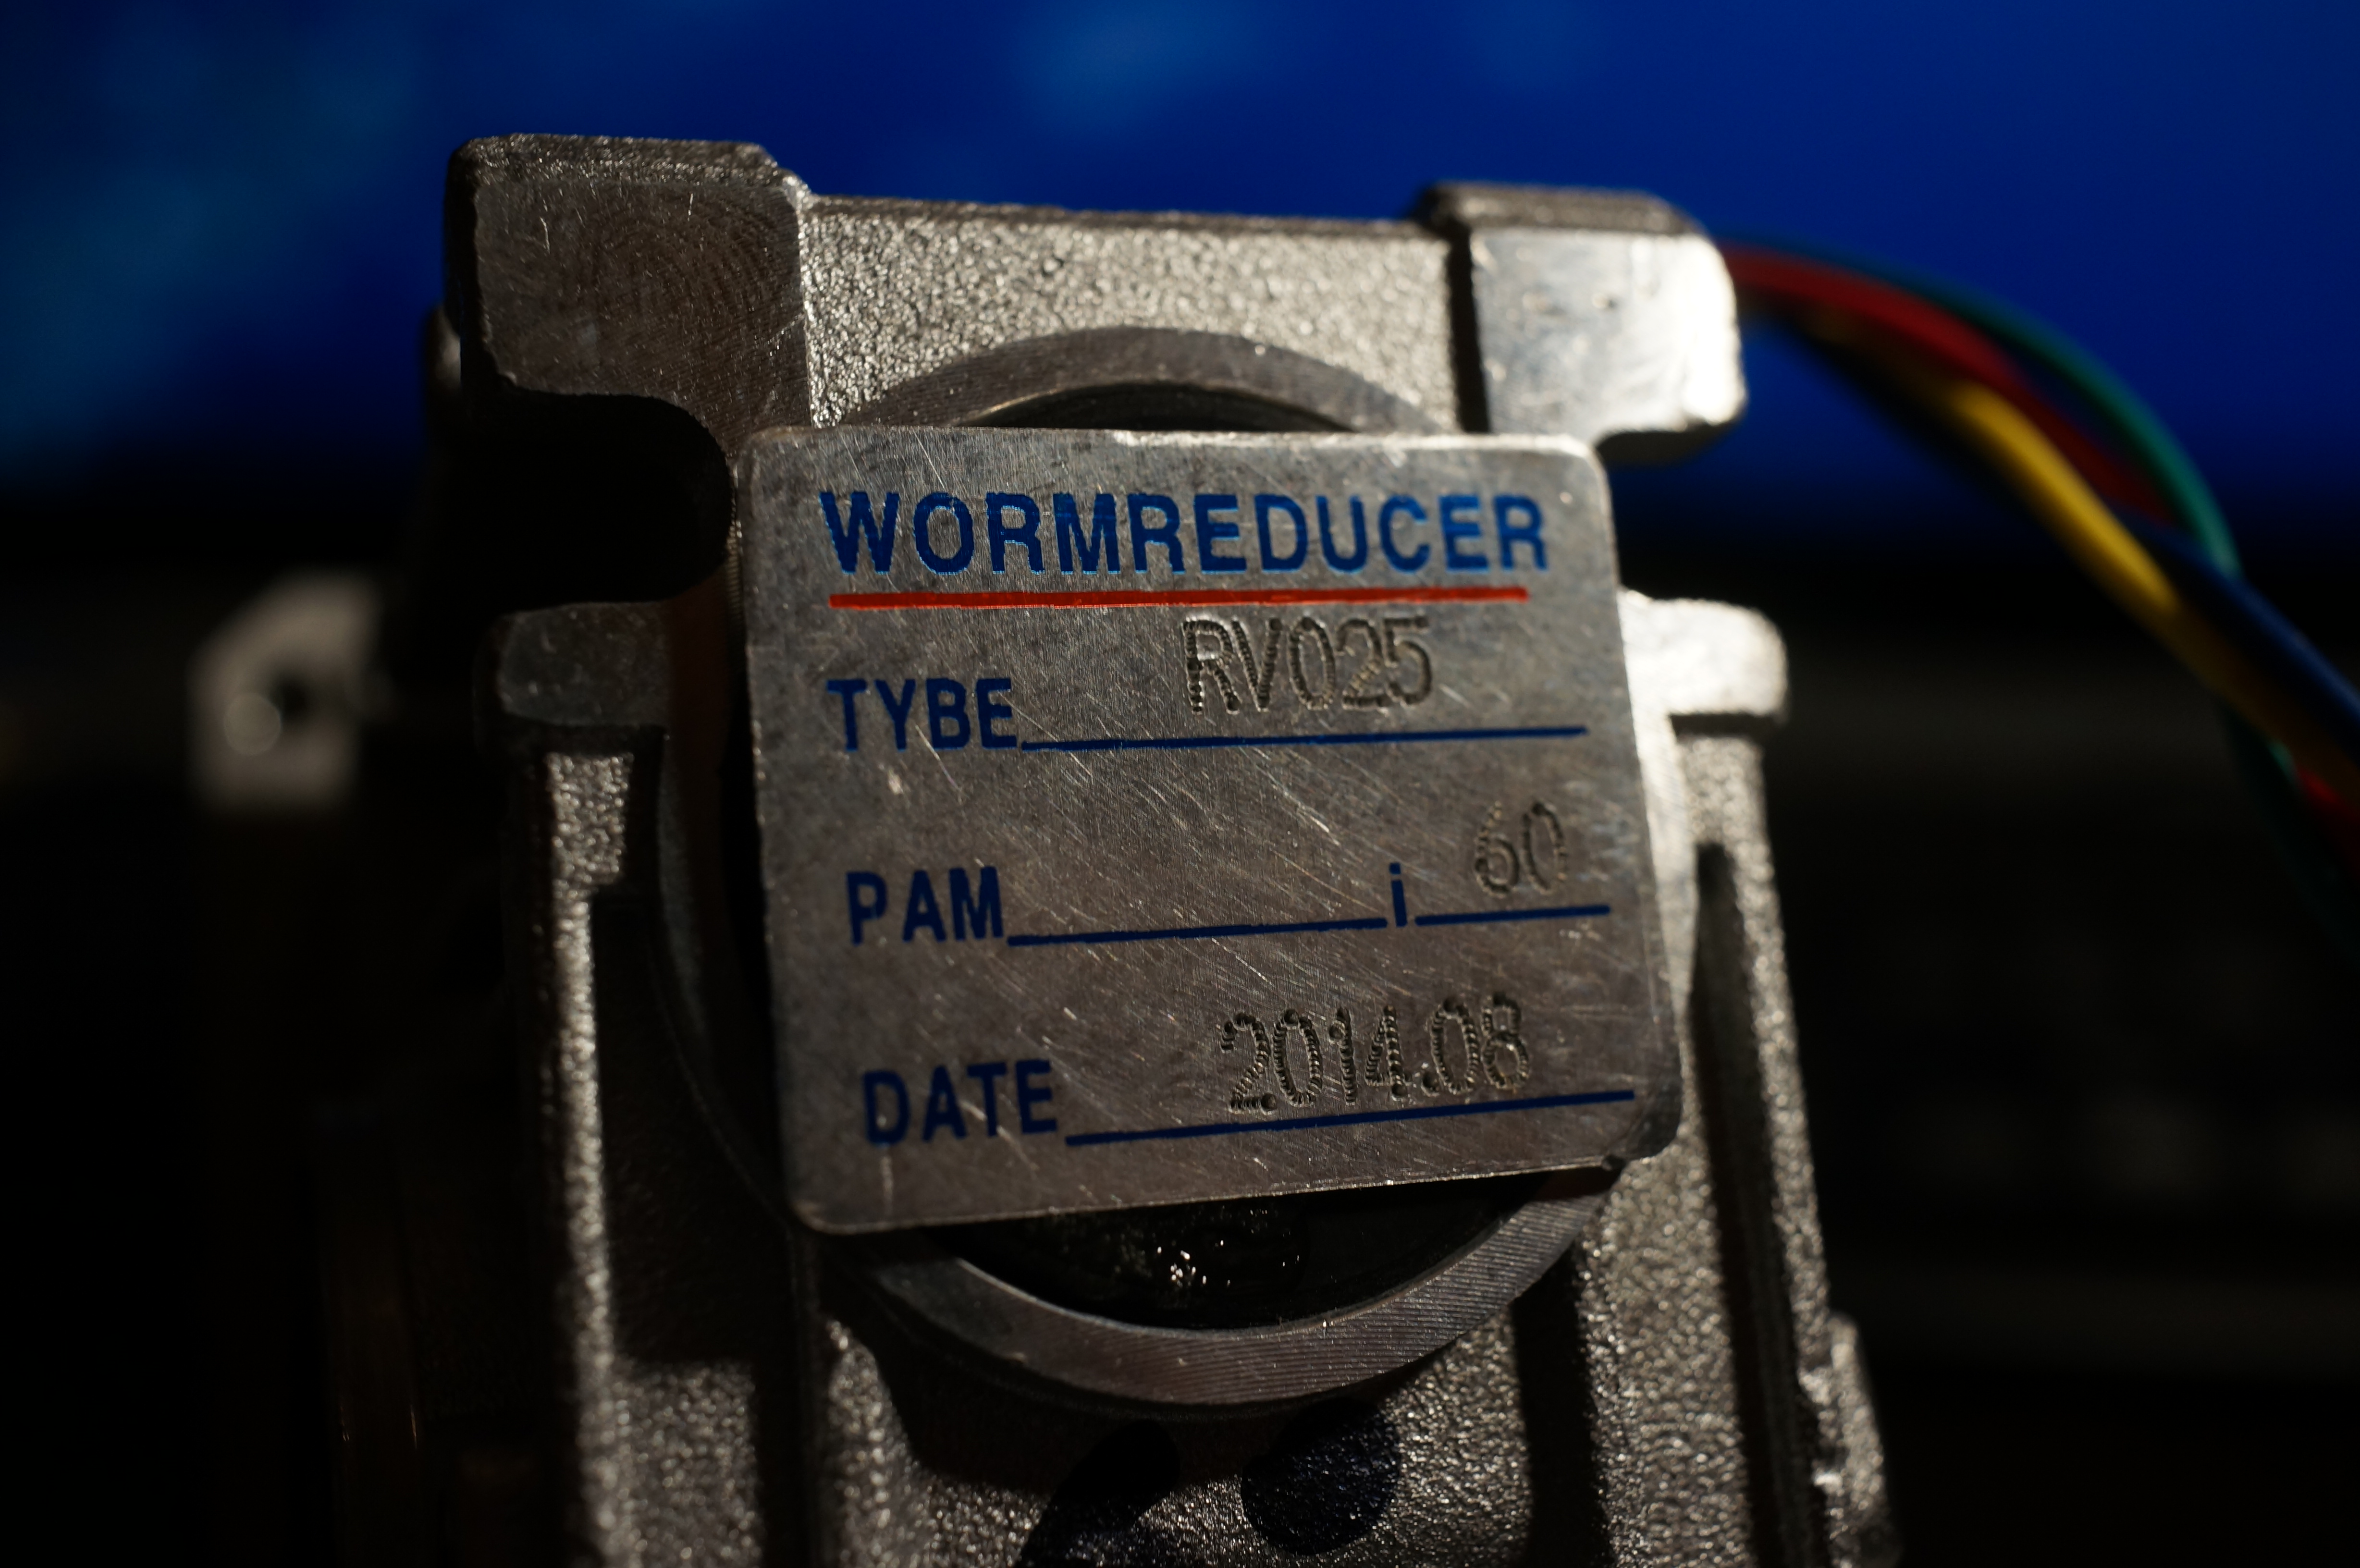 WORMREDUCER
TYBE RV025
PAM i 60
DATE 2014.08